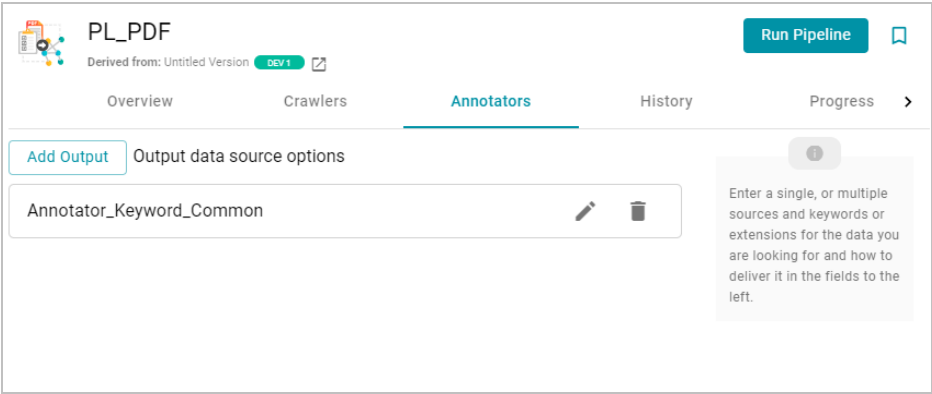 PL_PDF
Run Pipeline
Derived from: Untitled Version DEV 1
Overview Crawlers Annotators History Progress
Add Output Output data source options
Annotator_Keyword_Common
Enter a single, or multiple
sources and keywords or
extensions for the data you
are looking for and how to
deliver it in the fields to the
left.